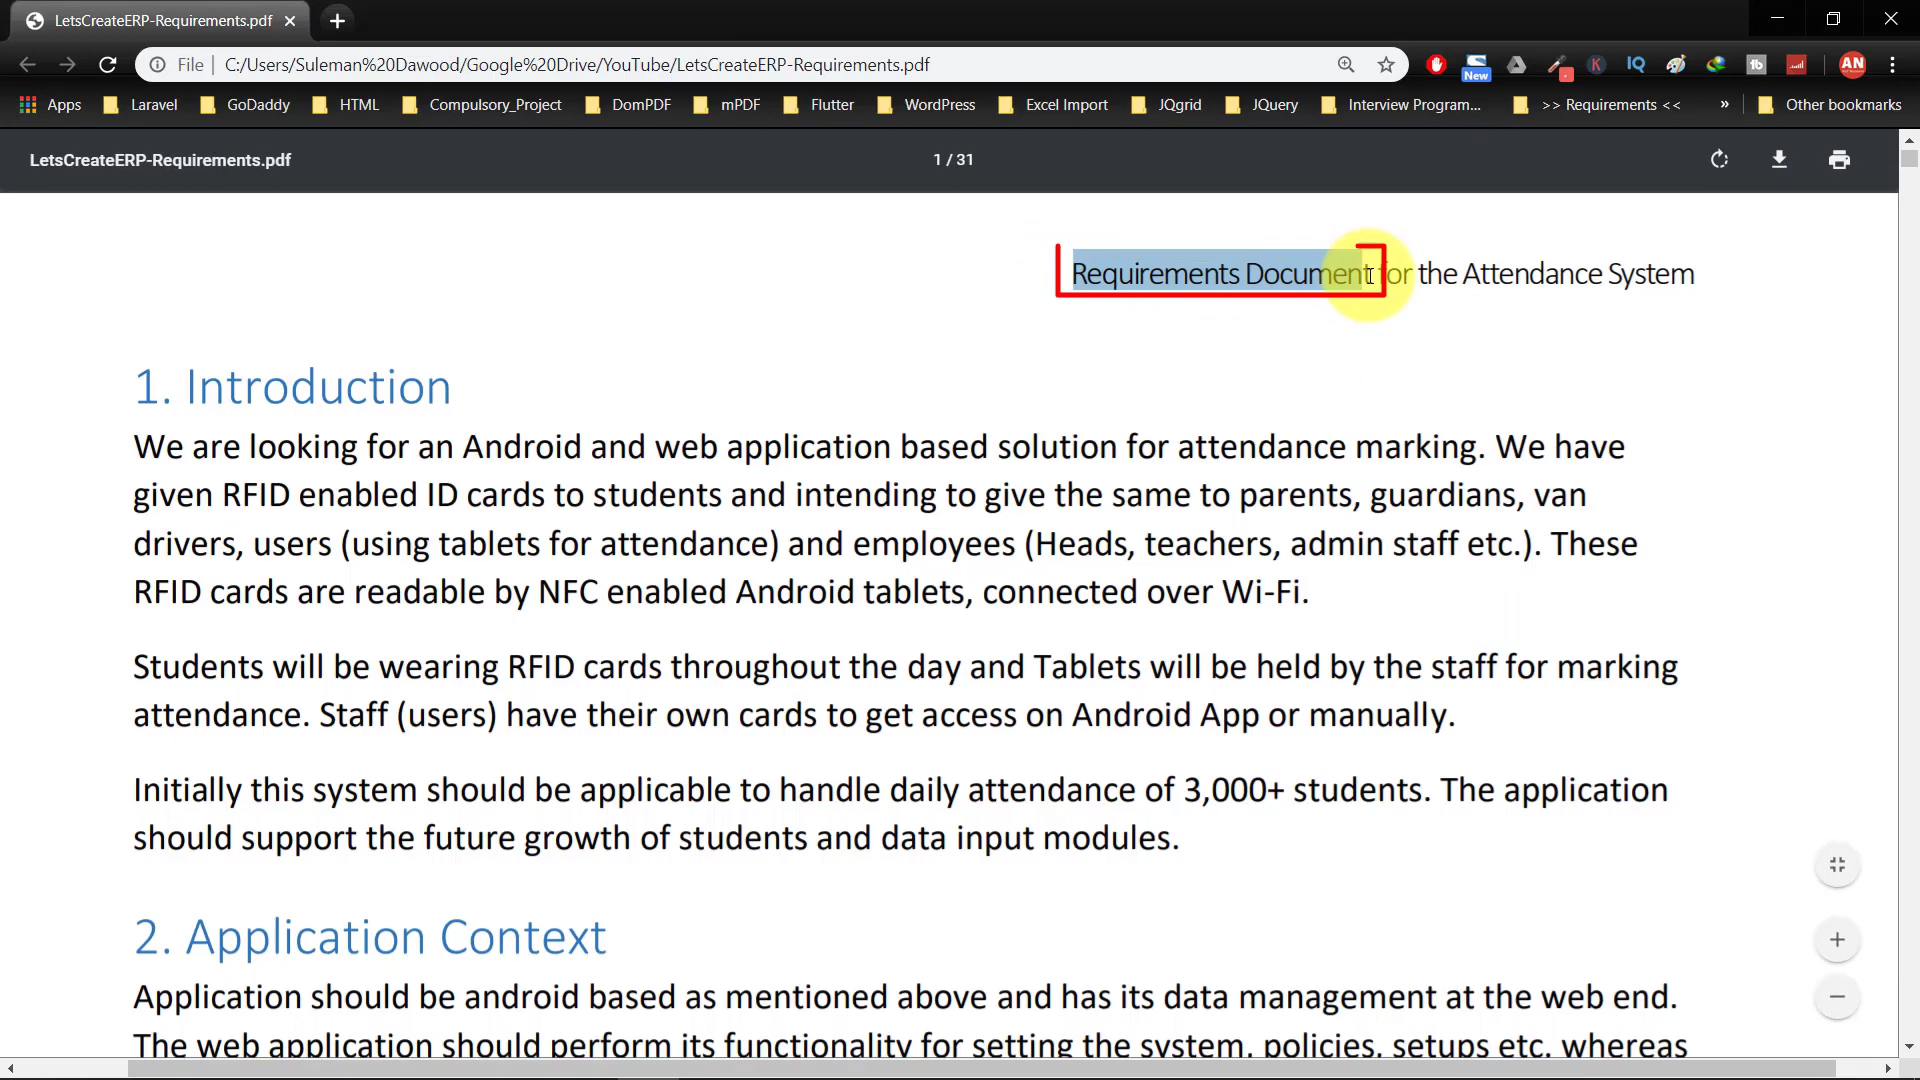 LetsCreateERP-Requirements.pdf
File C:/Users/Suleman%20Dawood/Google%20Drive/YouTube/LetsCreateERP-Requirements.pdf
New K IQ tb AN
Apps Laravel GoDaddy HTML Compulsory_Project DomPDF mPDF Flutter WordPress Excel Import JQgrid JQuery Interview Program... >> Requirements << » Other bookmarks
LetsCreateERP-Requirements.pdf 1 / 31
Requirements Document for the Attendance System
1. Introduction
We are looking for an Android and web application based solution for attendance marking. We have
given RFID enabled ID cards to students and intending to give the same to parents, guardians, van
drivers, users (using tablets for attendance) and employees (Heads, teachers, admin staff etc.). These
RFID cards are readable by NFC enabled Android tablets, connected over Wi-Fi.
Students will be wearing RFID cards throughout the day and Tablets will be held by the staff for marking
attendance. Staff (users) have their own cards to get access on Android App or manually.
Initially this system should be applicable to handle daily attendance of 3,000+ students. The application
should support the future growth of students and data input modules.
2. Application Context
Application should be android based as mentioned above and has its data management at the web end.
The web application should perform its functionality for setting the system, policies, setups etc. whereas